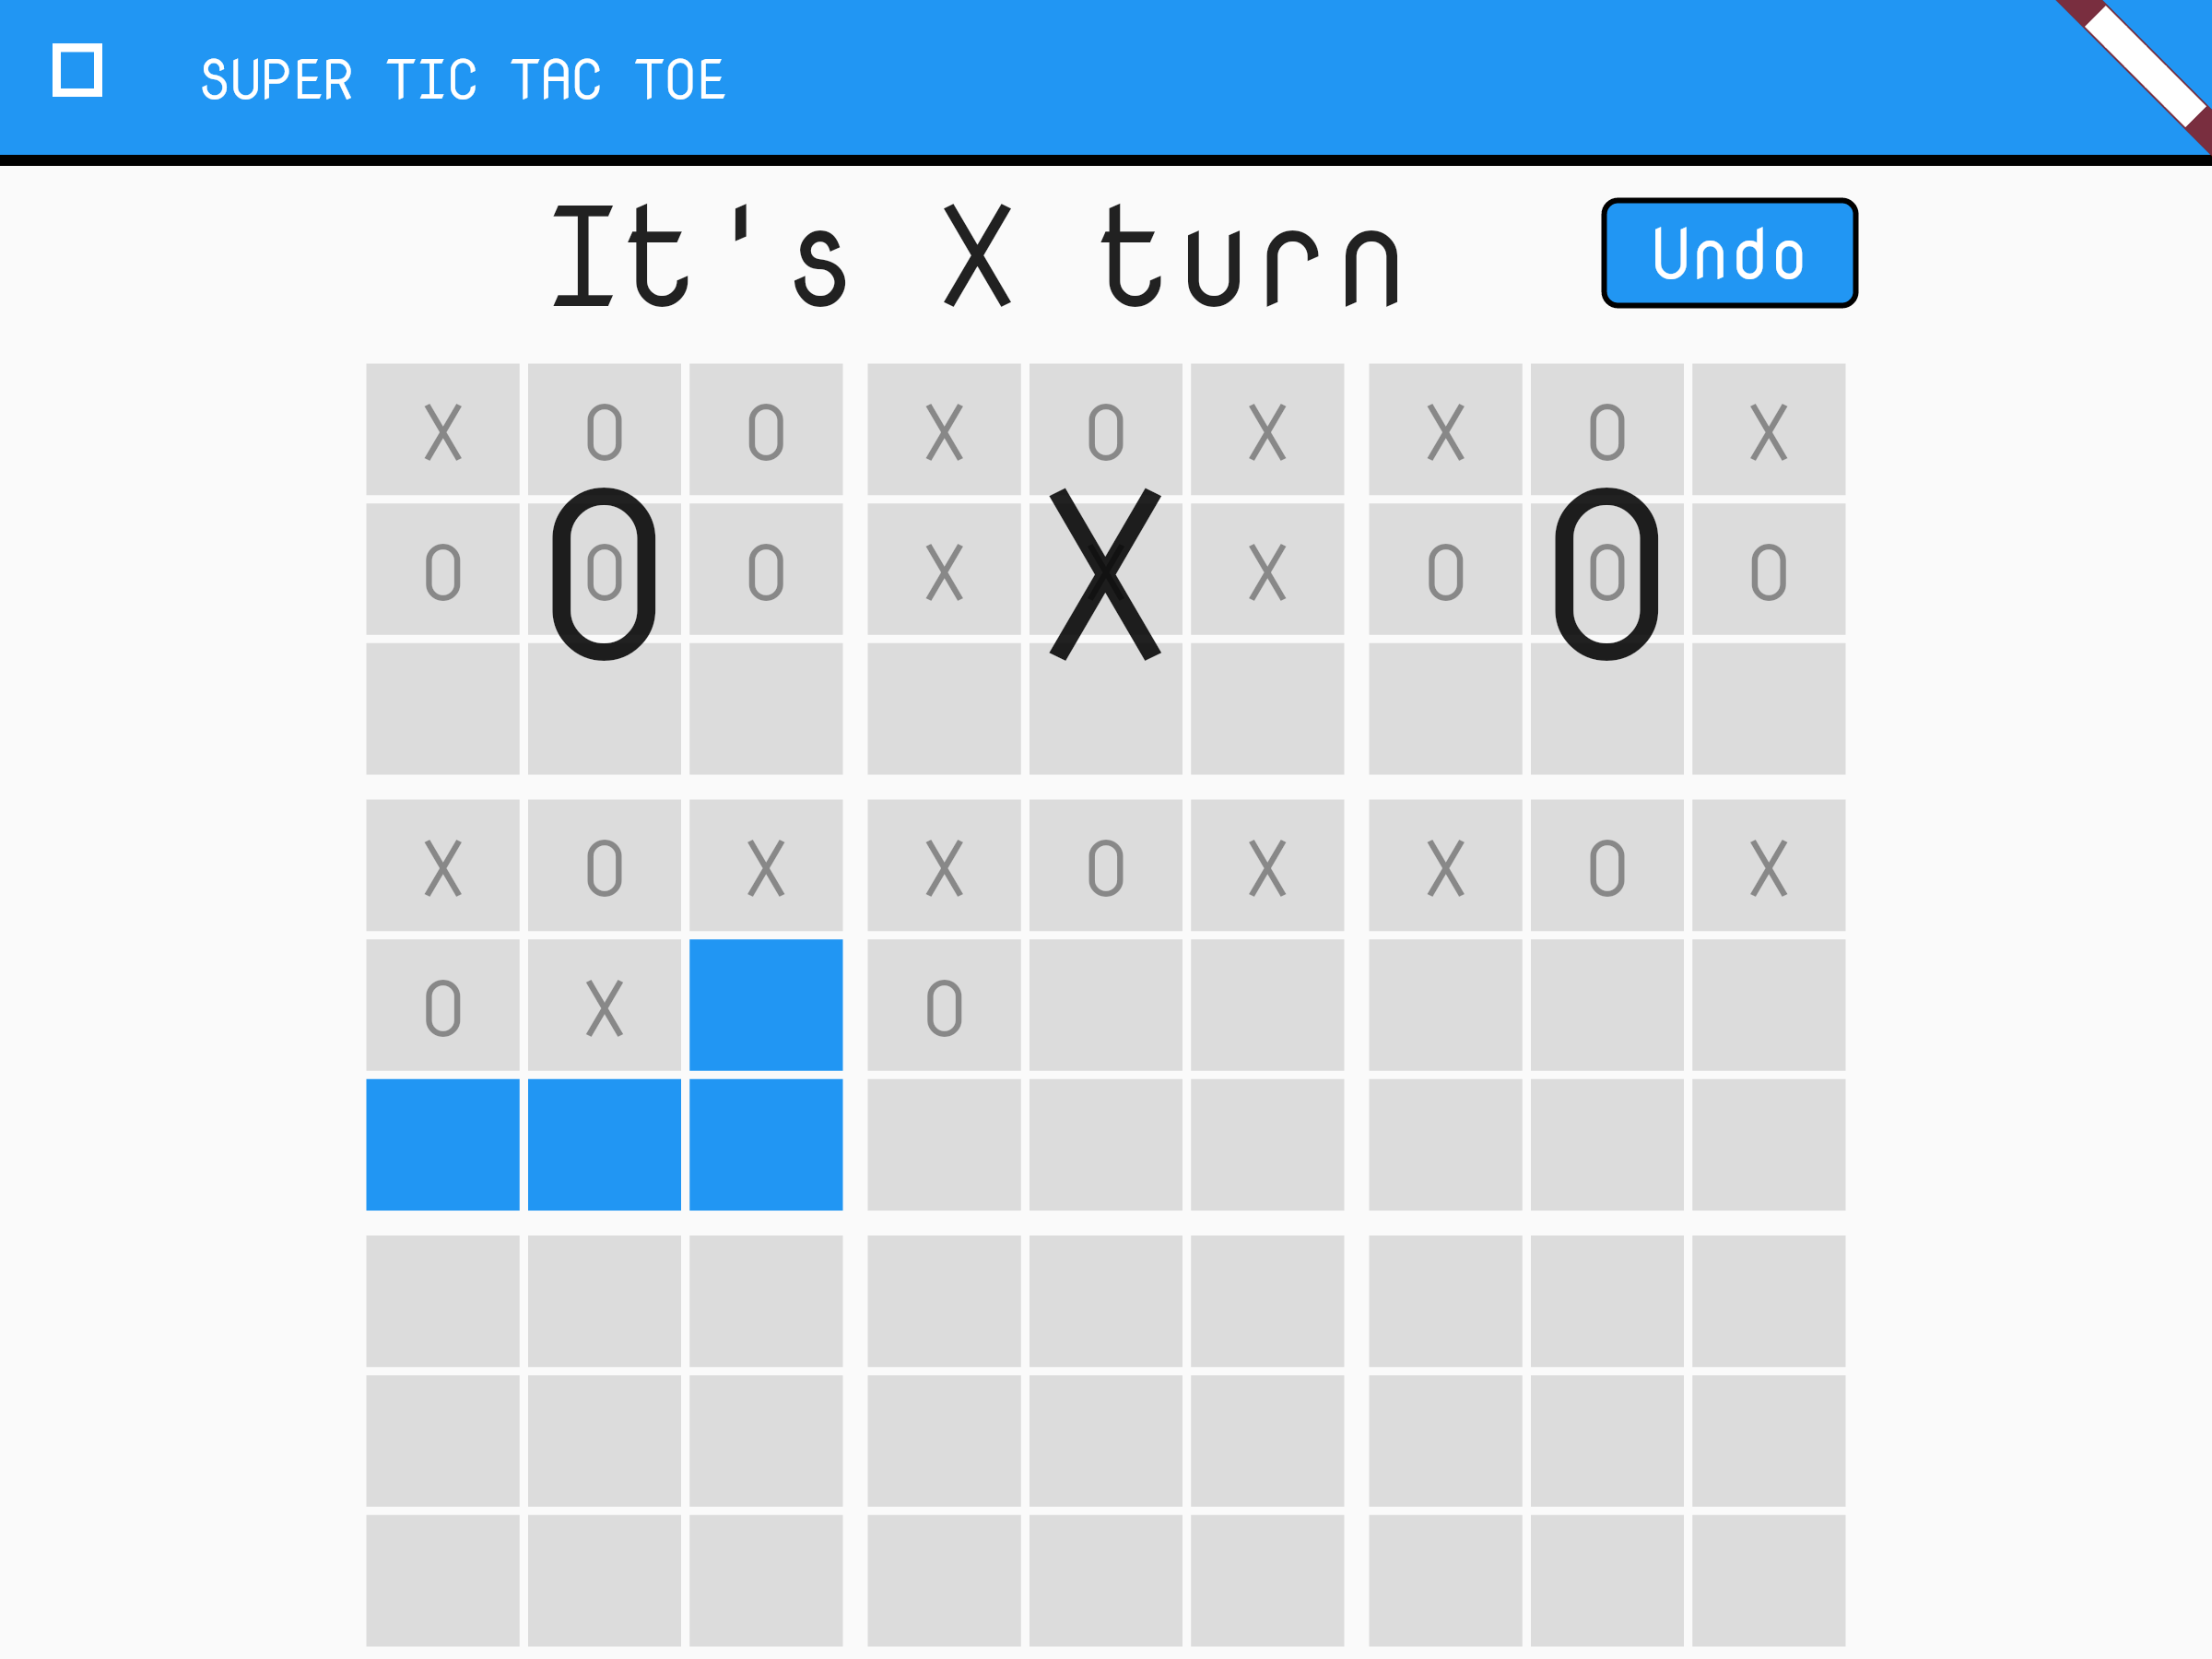 SUPER TIC TAC TOE
It's X turn
Undo
X O O X O X X O X
O X O
O O O X X X O O O
X O X X O X X O X
O X O